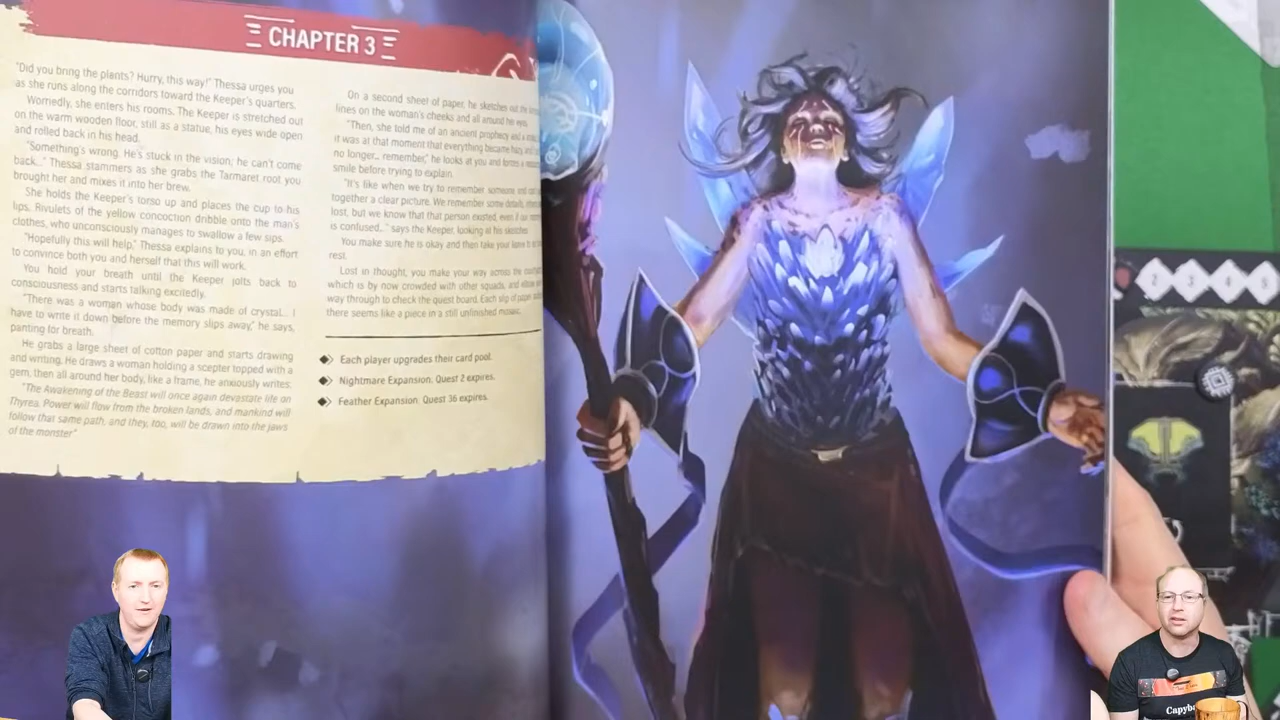 CHAPTER 3
"Did you bring the plants? Hurry, this way!" Thessa urges you
as she runs along the corridors toward the Keeper's quarters.
Worriedly, she enters his rooms. The Keeper is stretched out
on the warm wooden floor, still as a statue, his eyes wide open
and rolled back in his head.
"Something's wrong. He's stuck in the vision; he can't come
back..." Thessa stammers as she grabs the Tarmaret root you
brought her and mixes it into her brew.
She holds the Keeper's torso up and places the cup to his
lips. Rivulets of the yellow concoction dribble onto the man's
clothes, who unconsciously manages to swallow a few sips.
"Hopefully this will help," Thessa explains to you, in an effort
to convince both you and herself that this will work.
You hold your breath until the Keeper jolts back to
consciousness and starts talking excitedly.
"There was a woman whose body was made of crystal... I
have to write it down before the memory slips away," he says,
panting for breath.
He grabs a large sheet of cotton paper and starts drawing
and writing. He draws a woman holding a scepter topped with a
gem, then all around her body, like a frame, he anxiously writes:
"The Awakening of the Beast will once again devastate life on
Thyrea. Power will flow from the broken lands, and mankind will
follow that same path, and they, too, will be drawn into the jaws
of the monster"
On a second sheet of paper, he sketches out the
lines on the woman's cheeks and all around her eyes.
"Then, she told me of an ancient prophecy and
it was at that moment that everything became hazy, and
no longer... remember," he looks at you and forces a
smile before trying to explain.
"It's like when we try to remember someone and
together a clear picture. We remember some details,
lost, but we know that that person existed, even if our
is confused..." says the Keeper, looking at his sketches.
You make sure he is okay and then take your leave
rest.
Lost in thought, you make your way across the
which is by now crowded with other squads, and elbow
way through to check the quest board. Each slip of paper
there seems like a piece in a still unfinished mosaic.
Each player upgrades their card pool.
Nightmare Expansion. Quest 2 expires.
Feather Expansion. Quest 36 expires.
2 3 4 5
Capyba